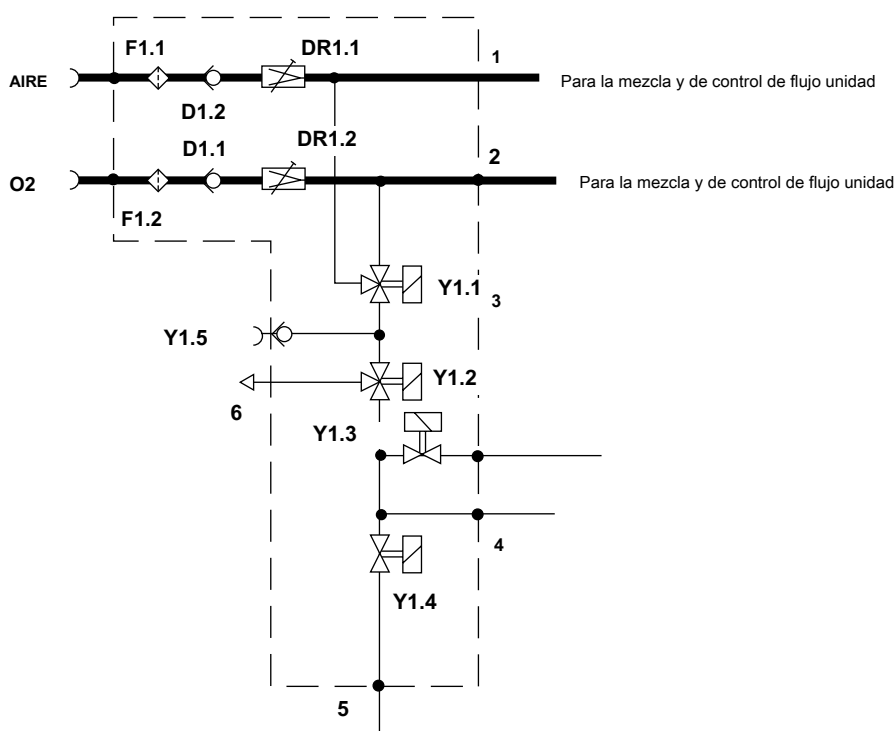 F1.1 DR1.1 1
AIRE Para la mezcla y de control de flujo unidad
D1.2
D1.1 DR1.2 2
O2 Para la mezcla y de control de flujo unidad
F1.2
Y1.1 3
Y1.5
Y1.2
6
Y1.3
4
Y1.4
5